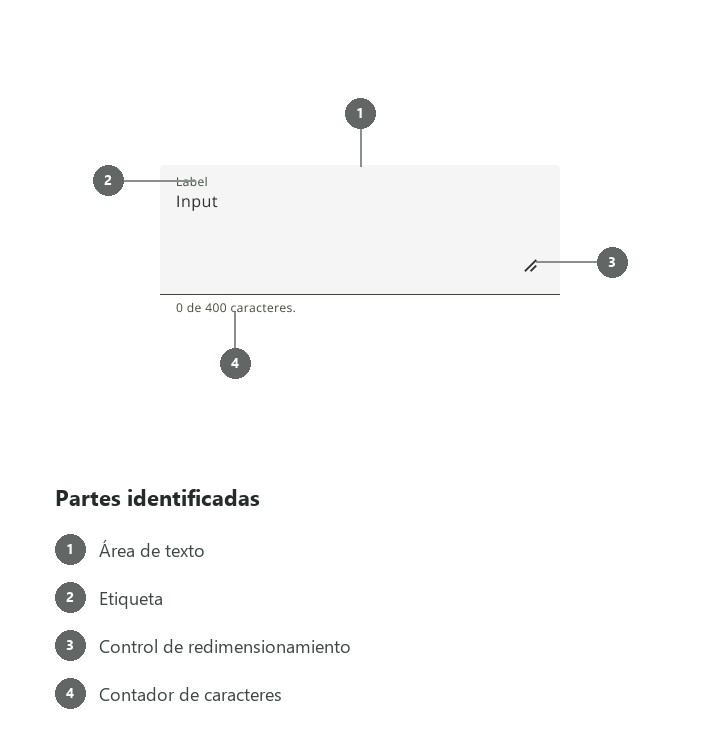 1
2
Label
Input
3
0 de 400 caracteres.
4
Partes identificadas
1 Área de texto
2 Etiqueta
3 Control de redimensionamiento
4 Contador de caracteres